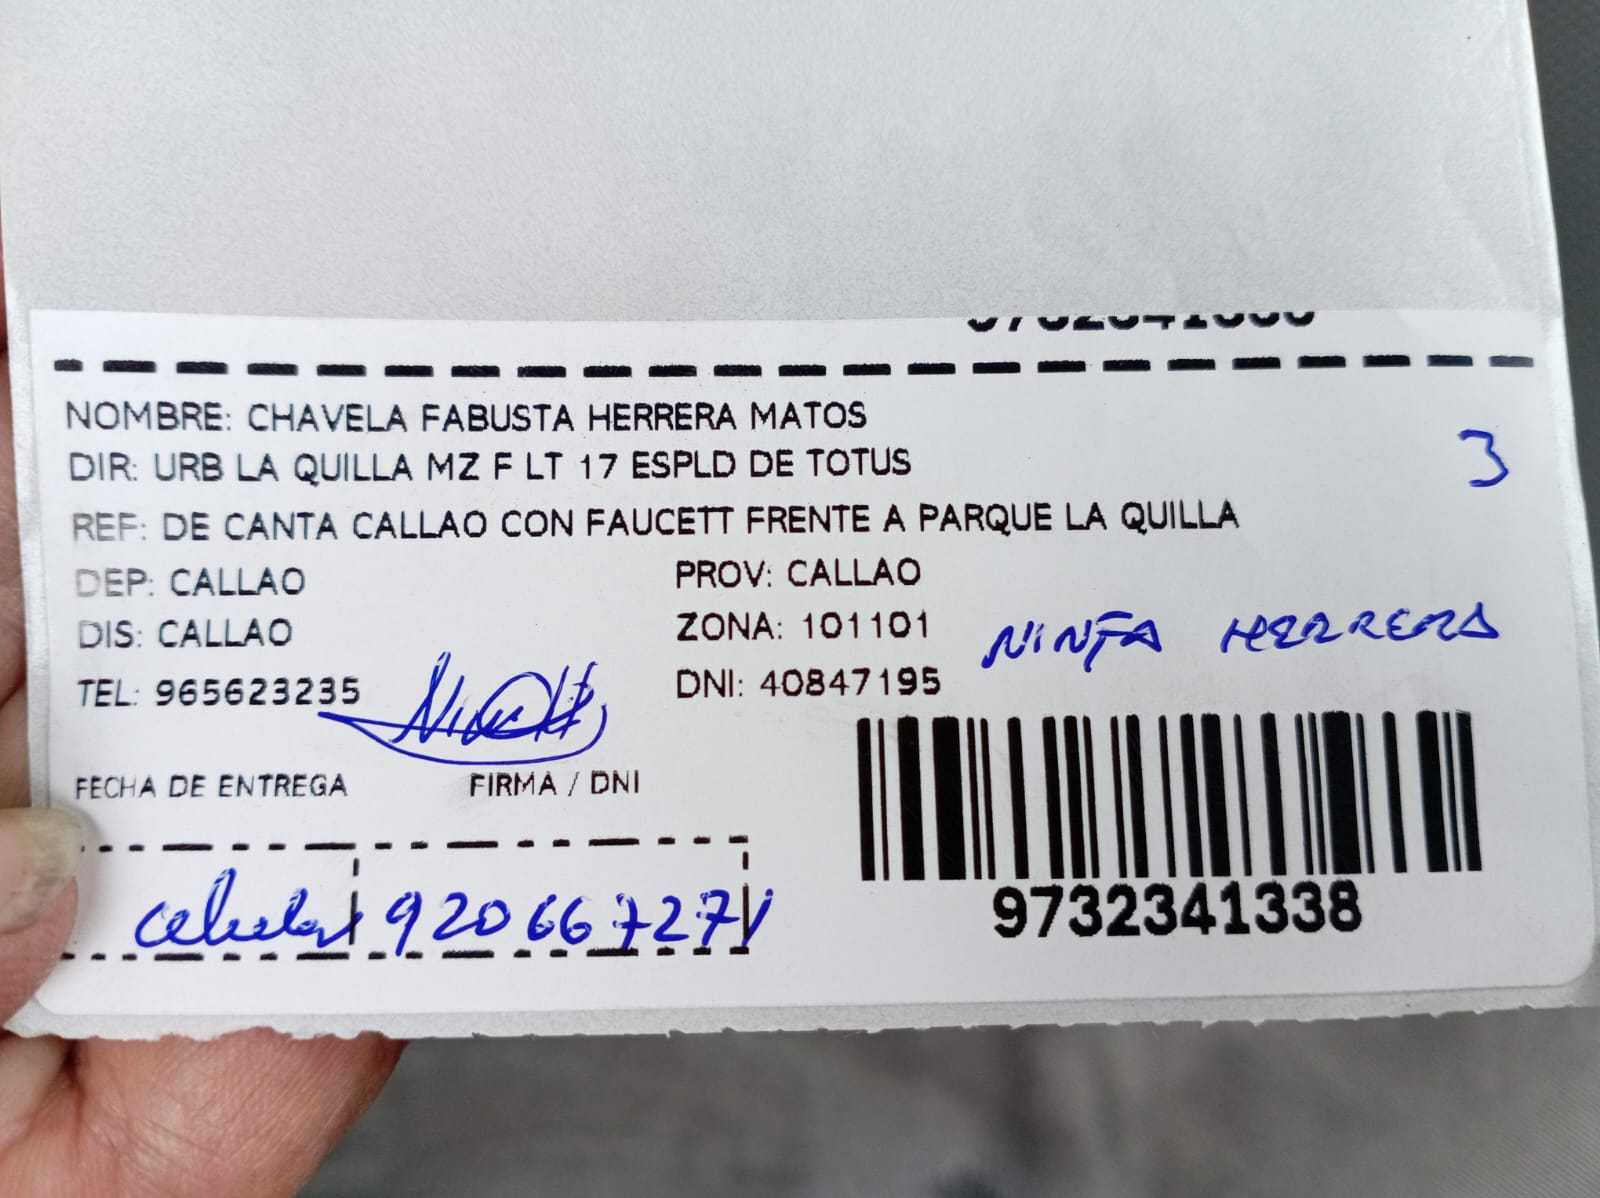 9732341338
NOMBRE: CHAVELA FABUSTA HERRERA MATOS
DIR: URB LA QUILLA MZ F LT 17 ESPLD DE TOTUS
3
REF: DE CANTA CALLAO CON FAUCETT FRENTE A PARQUE LA QUILLA
DEP: CALLAO PROV: CALLAO
DIS: CALLAO ZONA: 101101
NINFA HERRERA
TEL: 965623235 DNI: 40847195
FECHA DE ENTREGA FIRMA / DNI
celular 920667271
9732341338